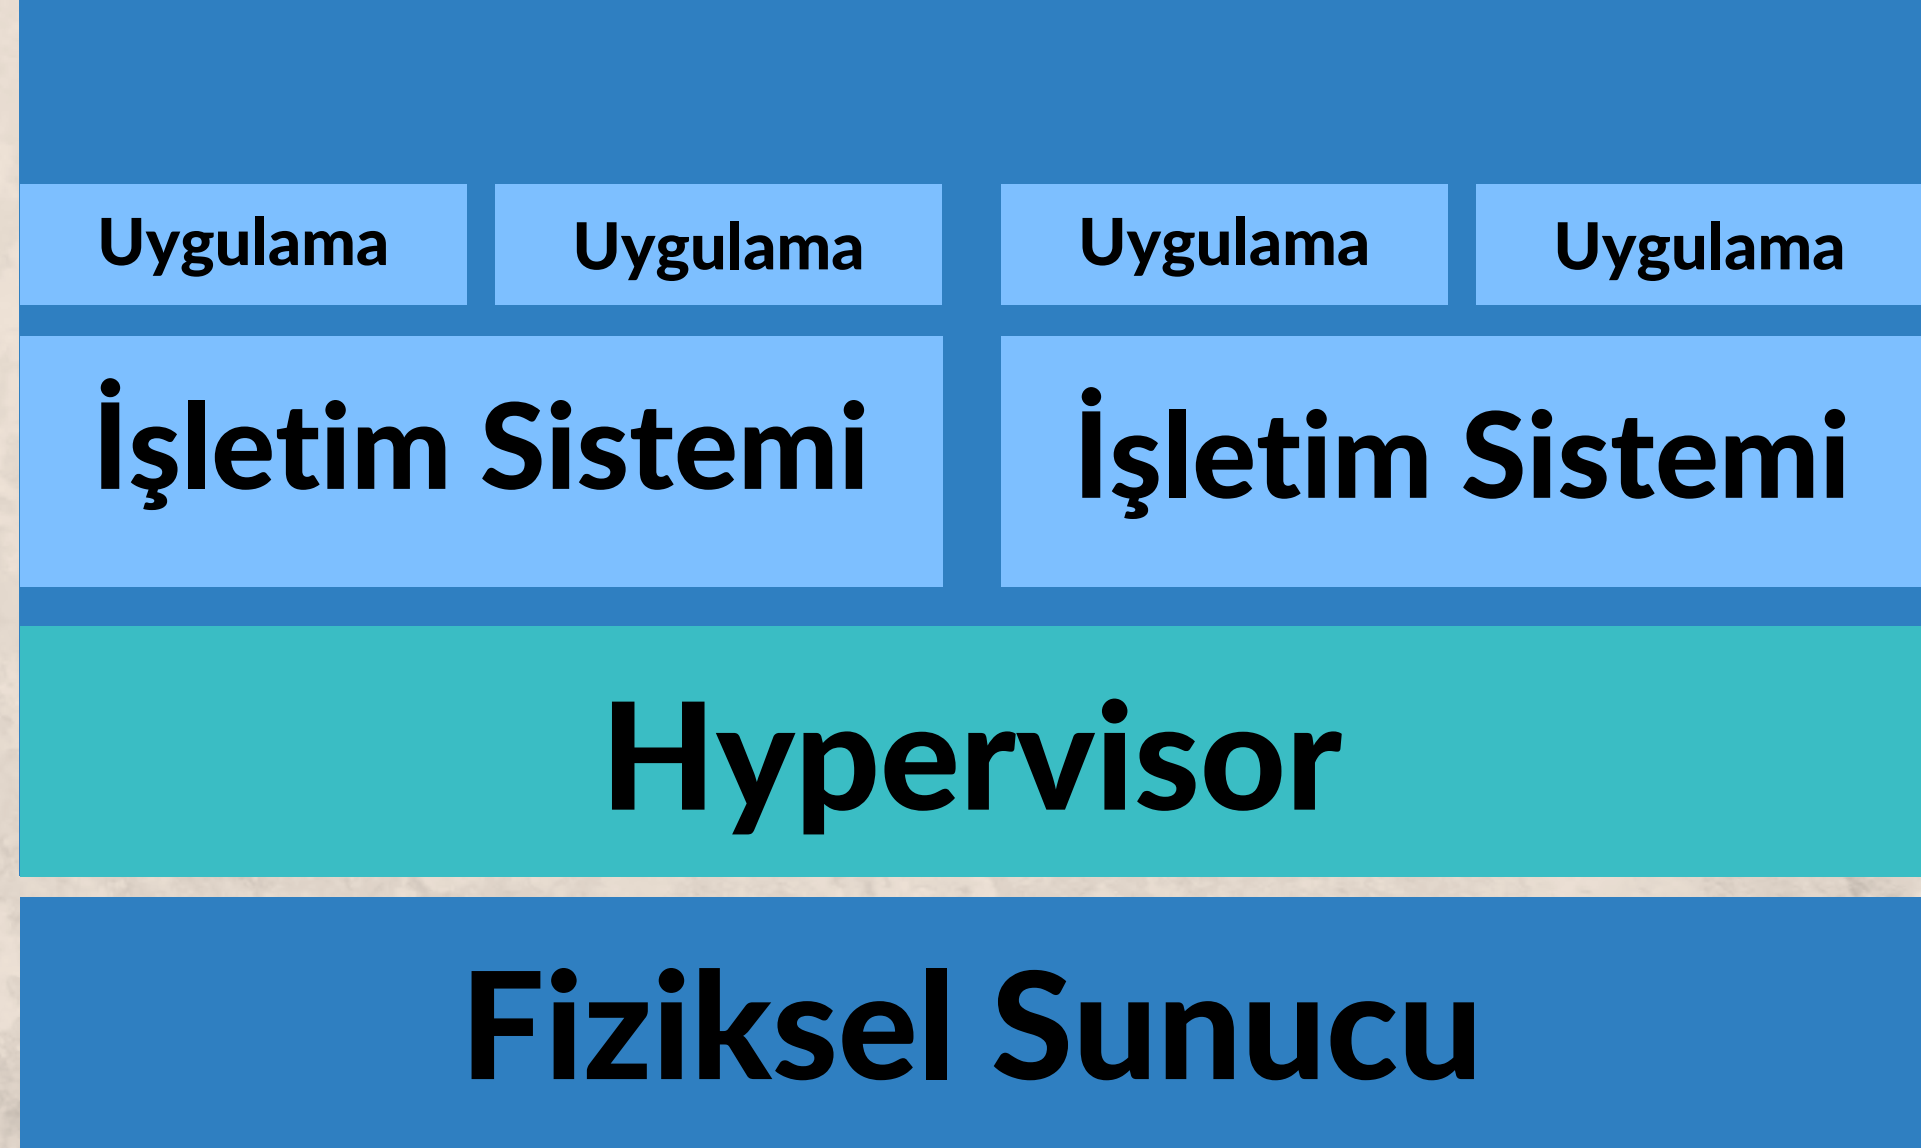 Uygulama Uygulama Uygulama Uygulama
İşletim Sistemi İşletim Sistemi
Hypervisor
Fiziksel Sunucu